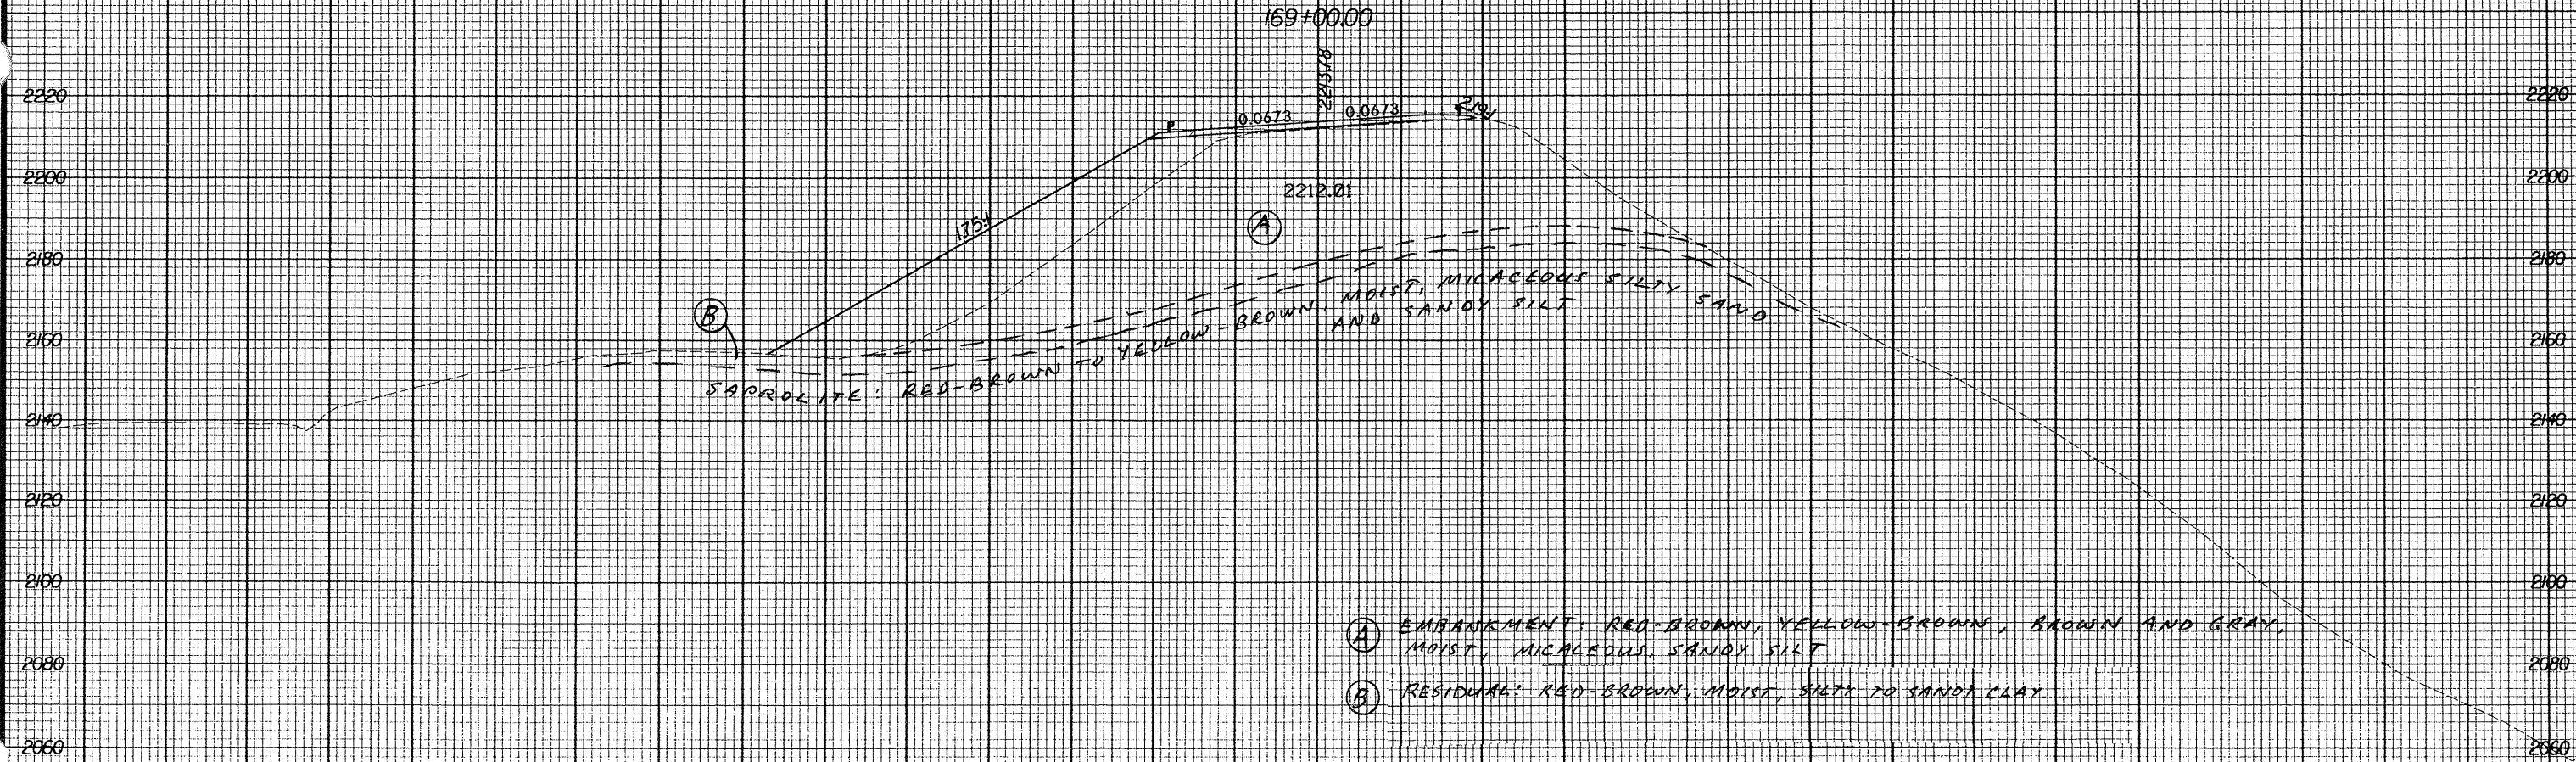 169+00.00
2213.78
2220
2220
0.0673
0.0673
2.19:1
P
2200
2200
2212.01
A
1.75:1
2180
2180
B
MOIST, MICACEOUS SILTY SAND
SAPROLITE: RED-BROWN TO YELLOW-BROWN,
AND SANDY SILT
2160
2160
2140
2140
2120
2120
2100
2100
A EMBANKMENT: RED-BROWN, YELLOW-BROWN, BROWN AND GRAY,
MOIST, MICACEOUS, SANDY SILT
2080
2080
B RESIDUAL: RED-BROWN, MOIST, SILTY TO SANDY CLAY
2060
2060